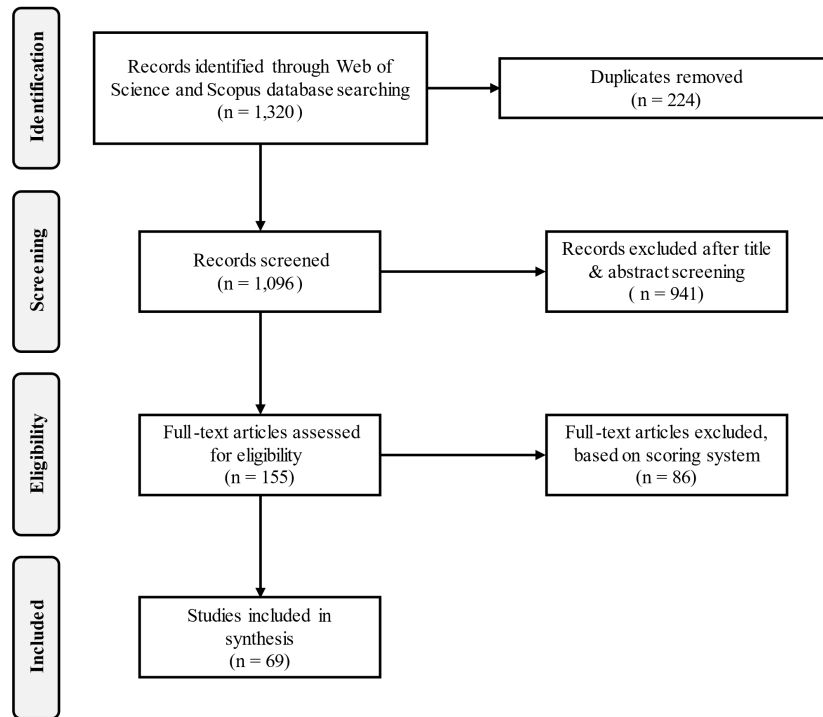 Identification
Records identified through Web of
Science and Scopus database searching
(n = 1,320)
Duplicates removed
(n = 224)
Screening
Records screened
(n = 1,096)
Records excluded after title
& abstract screening
( n = 941)
Eligibility
Full-text articles assessed
for eligibility
(n = 155)
Full-text articles excluded,
based on scoring system
(n = 86)
Included
Studies included in
synthesis
(n = 69)